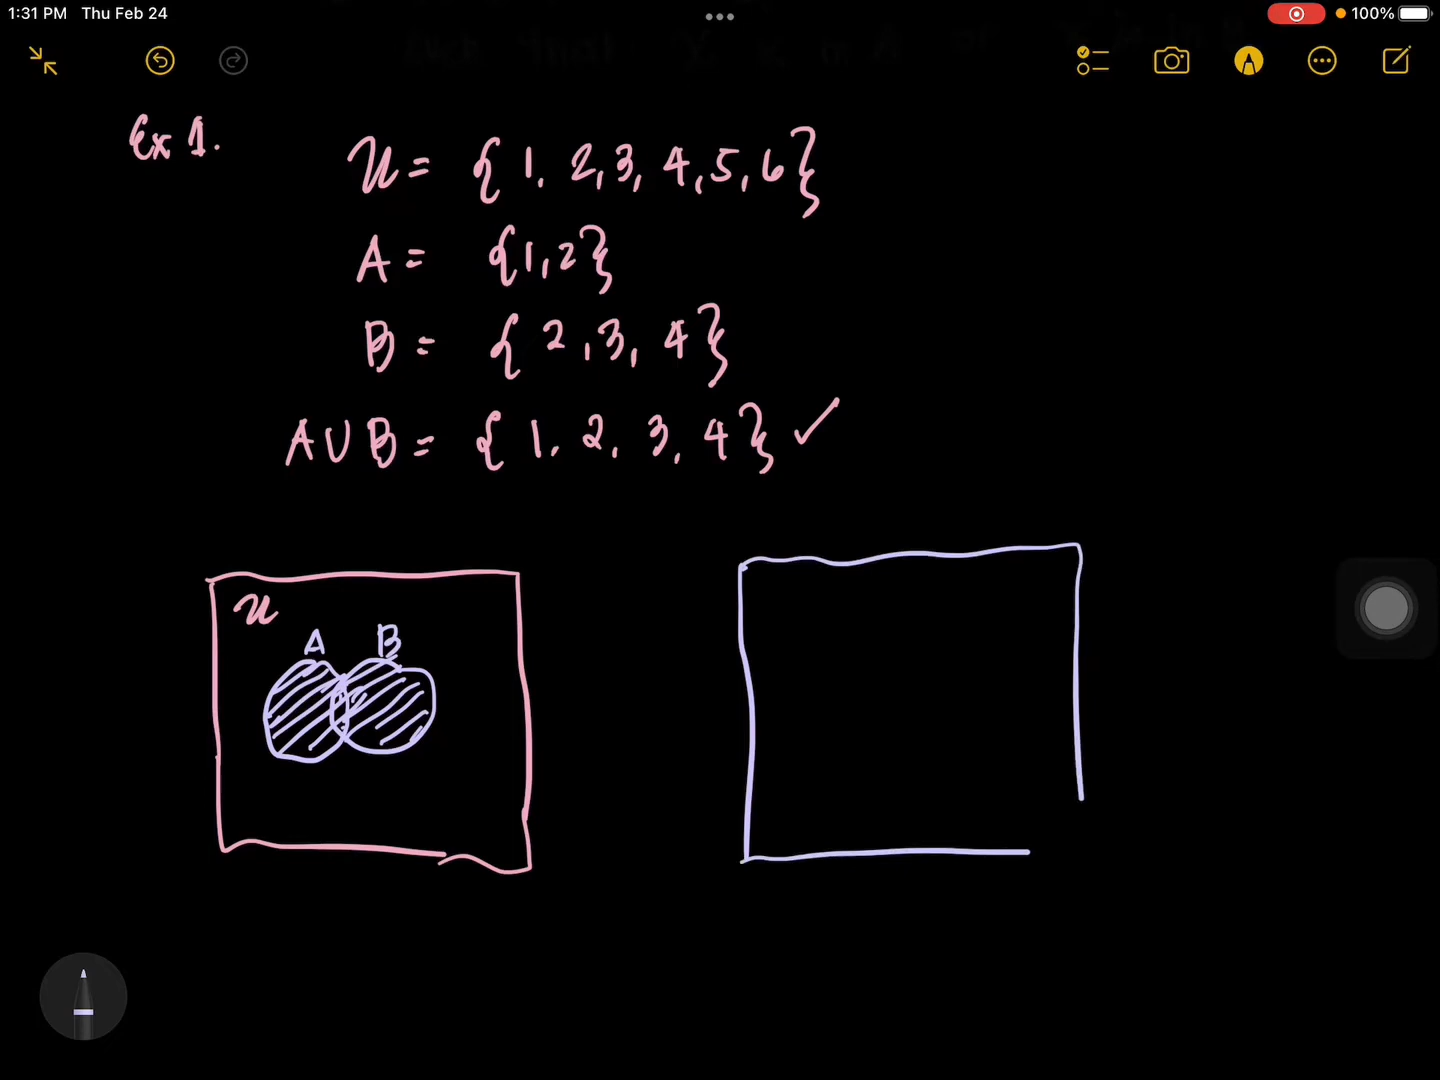 1:31 PM Thu Feb 24
100%
Ex 1.
U = { 1, 2, 3, 4, 5, 6 }
A = {1, 2}
B = { 2, 3, 4 }
A U B = { 1, 2, 3, 4 } ✓
U
A B